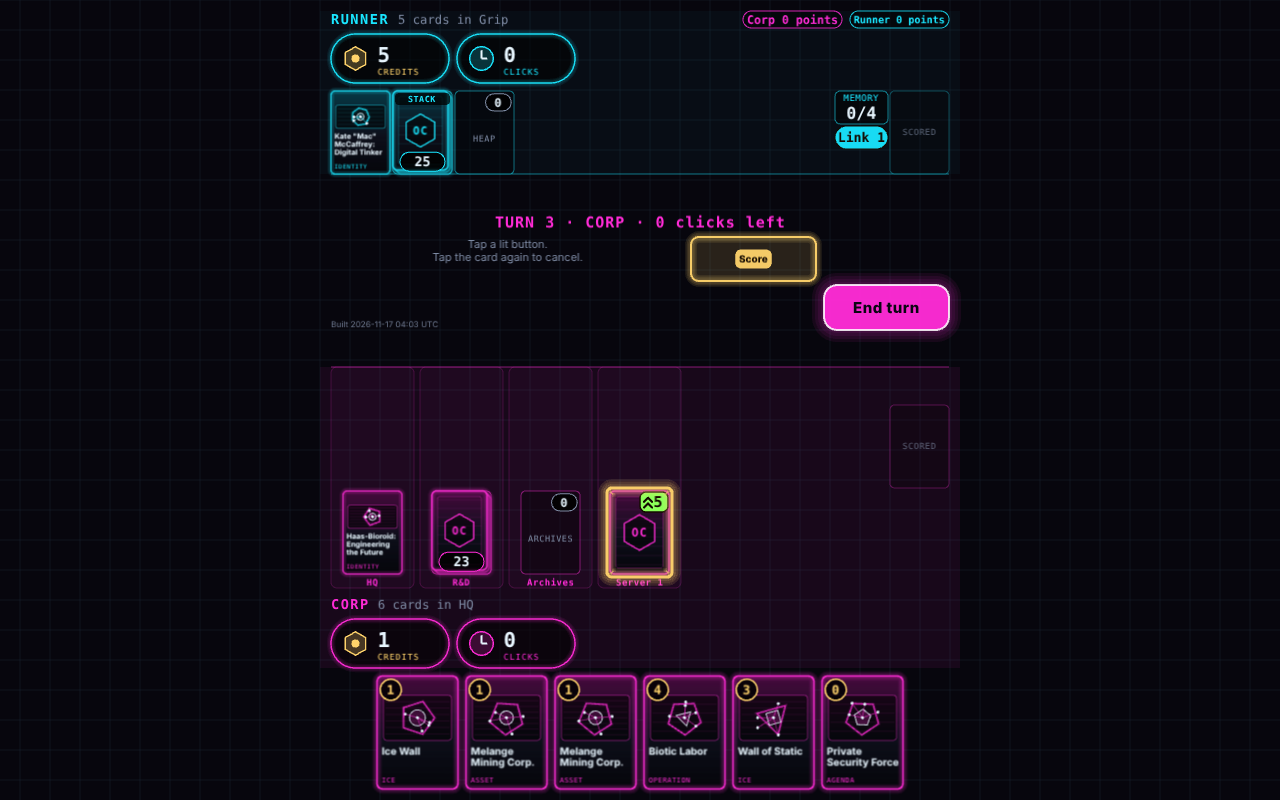 RUNNER 5 cards in Grip
Corp 0 points
Runner 0 points
5
CREDITS
0
CLICKS
Kate "Mac"
McCaffrey:
Digital Tinker
IDENTITY
STACK
OC
25
0
HEAP
MEMORY
0/4
Link 1
SCORED
TURN 3 · CORP · 0 clicks left
Tap a lit button.
Tap the card again to cancel.
Score
End turn
Built 2026-11-17 04:03 UTC
SCORED
Haas-Bioroid:
Engineering
the Future
IDENTITY
HQ
OC
23
R&D
0
ARCHIVES
Archives
5
OC
Server 1
CORP 6 cards in HQ
1
CREDITS
0
CLICKS
1
Ice Wall
ICE
1
Melange
Mining Corp.
ASSET
1
Melange
Mining Corp.
ASSET
4
Biotic Labor
OPERATION
3
Wall of Static
ICE
0
Private
Security Force
AGENDA